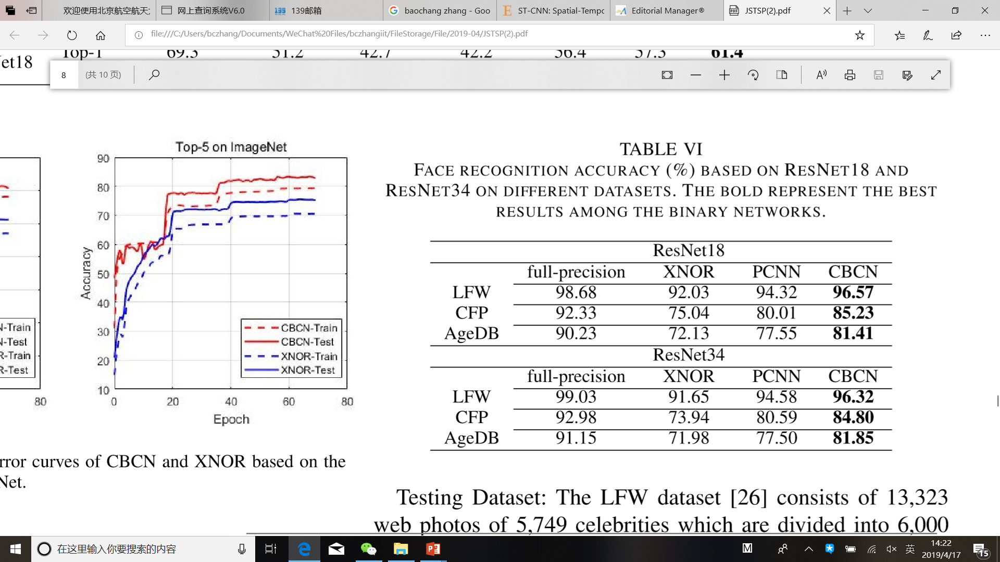 欢迎使用北京航空航天大
网上查询系统V6.0
139 139邮箱
baochang zhang - Goo
ST-CNN: Spatial-Tempo
Editorial Manager®
JSTSP(2).pdf
file:///C:/Users/bczhang/Documents/WeChat%20Files/bczhangiit/FileStorage/File/2019-04/JSTSP(2).pdf
et18
Top-1 69.3 51.2 42.7 42.2 56.4 57.3 61.4
8 (共 10 页)
Top-5 on ImageNet
90
80
70
60
50
40
30
20
10
0 20 40 60 80
Accuracy
Epoch
CBCN-Train
CBCN-Test
XNOR-Train
XNOR-Test
N-Train
N-Test
R-Train
R-Test
80
rror curves of CBCN and XNOR based on the
Net.
TABLE VI
FACE RECOGNITION ACCURACY (%) BASED ON RESNET18 AND
RESNET34 ON DIFFERENT DATASETS. THE BOLD REPRESENT THE BEST
RESULTS AMONG THE BINARY NETWORKS.
ResNet18
full-precision XNOR PCNN CBCN
LFW 98.68 92.03 94.32 96.57
CFP 92.33 75.04 80.01 85.23
AgeDB 90.23 72.13 77.55 81.41
ResNet34
full-precision XNOR PCNN CBCN
LFW 99.03 91.65 94.58 96.32
CFP 92.98 73.94 80.59 84.80
AgeDB 91.15 71.98 77.50 81.85
Testing Dataset: The LFW dataset [26] consists of 13,323
web photos of 5,749 celebrities which are divided into 6,000
在这里输入你要搜索的内容
M
英
14:22
2019/4/17
15